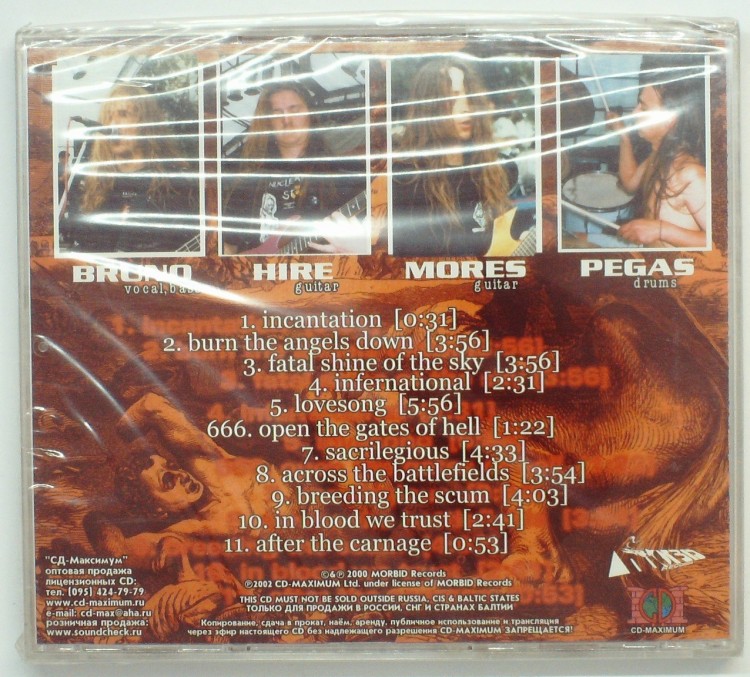 BRUNO
vocal, bass
HIRE
guitar
MORES
guitar
PEGAS
drums
1. incantation [0:31]
2. burn the angels down [3:56]
3. fatal shine of the sky [3:56]
4. infernational [2:31]
5. lovesong [5:56]
666. open the gates of hell [1:22]
7. sacrilegious [4:33]
8. across the battlefields [3:54]
9. breeding the scum [4:03]
10. in blood we trust [2:41]
11. after the carnage [0:53]
"СД-Максимум"
оптовая продажа
лицензионных CD:
тел. (095) 424-79-79
www.cd-maximum.ru
e-mail: cd-max@aha.ru
розничная продажа:
www.soundcheck.ru
©&℗ 2000 MORBID Records
℗2002 CD-MAXIMUM Ltd. under license of MORBID Records
THIS CD MUST NOT BE SOLD OUTSIDE RUSSIA, CIS & BALTIC STATES
ТОЛЬКО ДЛЯ ПРОДАЖИ В РОССИИ, СНГ И СТРАНАХ БАЛТИИ
Копирование, сдача в прокат, наём, аренду, публичное использование и трансляция
через эфир настоящего CD без надлежащего разрешения CD-MAXIMUM ЗАПРЕЩАЕТСЯ!
CD-MAXIMUM